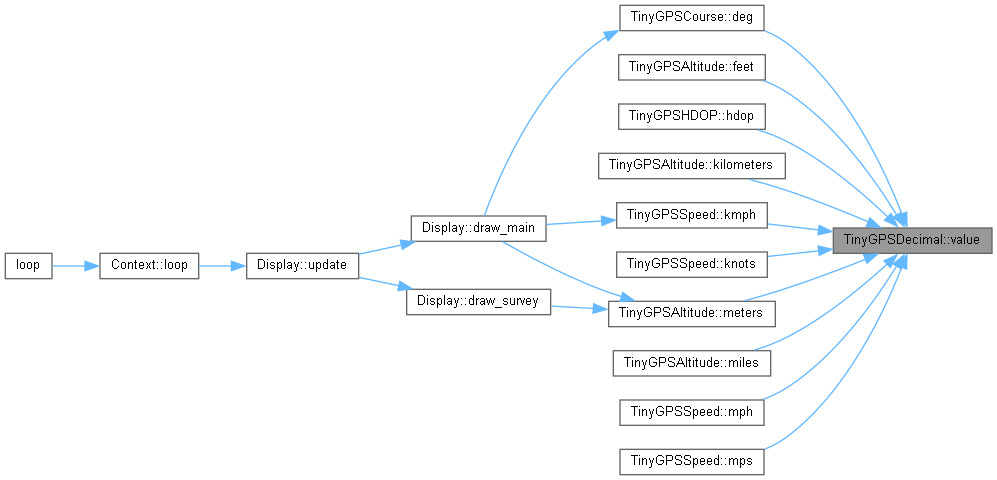 TinyGPSCourse::deg
TinyGPSAltitude::feet
TinyGPSHDOP::hdop
TinyGPSAltitude::kilometers
TinyGPSSpeed::kmph
Display::draw_main
TinyGPSDecimal::value
loop
Context::loop
Display::update
TinyGPSSpeed::knots
Display::draw_survey
TinyGPSAltitude::meters
TinyGPSAltitude::miles
TinyGPSSpeed::mph
TinyGPSSpeed::mps